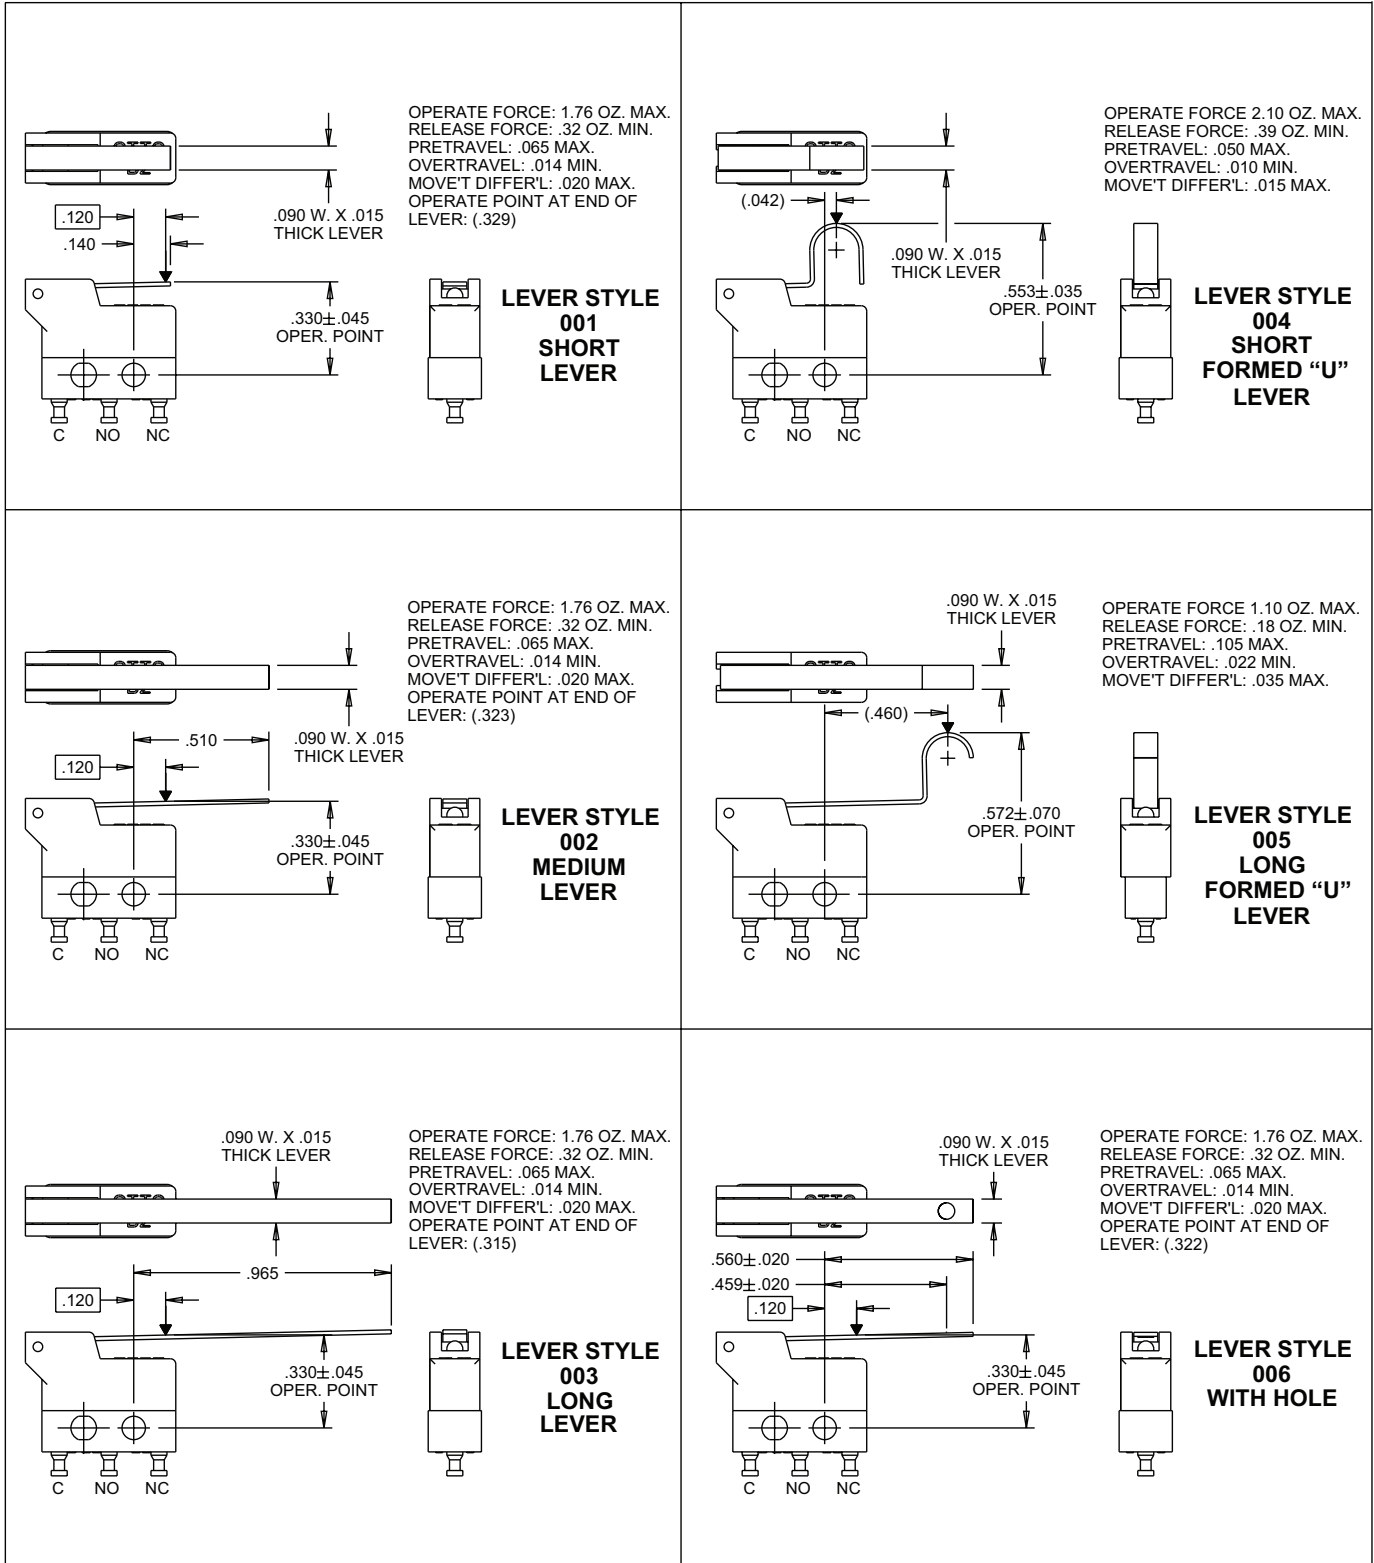 OPERATE FORCE: 1.76 OZ. MAX.
RELEASE FORCE: .32 OZ. MIN.
PRETRAVEL: .065 MAX.
OVERTRAVEL: .014 MIN.
MOVE'T DIFFER'L: .020 MAX.
OPERATE POINT AT END OF
LEVER: (.329)
.090 W. X .015
THICK LEVER
.120
.140
.330±.045
OPER. POINT
LEVER STYLE
001
SHORT
LEVER
C NO NC
OPERATE FORCE 2.10 OZ. MAX.
RELEASE FORCE: .39 OZ. MIN.
PRETRAVEL: .050 MAX.
OVERTRAVEL: .010 MIN.
MOVE'T DIFFER'L: .015 MAX.
(.042)
.090 W. X .015
THICK LEVER
.553±.035
OPER. POINT
LEVER STYLE
004
SHORT
FORMED “U”
LEVER
C NO NC
OPERATE FORCE: 1.76 OZ. MAX.
RELEASE FORCE: .32 OZ. MIN.
PRETRAVEL: .065 MAX.
OVERTRAVEL: .014 MIN.
MOVE'T DIFFER'L: .020 MAX.
OPERATE POINT AT END OF
LEVER: (.323)
.090 W. X .015
THICK LEVER
.510
.120
.330±.045
OPER. POINT
LEVER STYLE
002
MEDIUM
LEVER
C NO NC
.090 W. X .015
THICK LEVER
OPERATE FORCE 1.10 OZ. MAX.
RELEASE FORCE: .18 OZ. MIN.
PRETRAVEL: .105 MAX.
OVERTRAVEL: .022 MIN.
MOVE'T DIFFER'L: .035 MAX.
(.460)
.572±.070
OPER. POINT
LEVER STYLE
005
LONG
FORMED “U”
LEVER
C NO NC
.090 W. X .015
THICK LEVER
OPERATE FORCE: 1.76 OZ. MAX.
RELEASE FORCE: .32 OZ. MIN.
PRETRAVEL: .065 MAX.
OVERTRAVEL: .014 MIN.
MOVE'T DIFFER'L: .020 MAX.
OPERATE POINT AT END OF
LEVER: (.315)
.965
.120
.330±.045
OPER. POINT
LEVER STYLE
003
LONG
LEVER
C NO NC
.090 W. X .015
THICK LEVER
OPERATE FORCE: 1.76 OZ. MAX.
RELEASE FORCE: .32 OZ. MIN.
PRETRAVEL: .065 MAX.
OVERTRAVEL: .014 MIN.
MOVE'T DIFFER'L: .020 MAX.
OPERATE POINT AT END OF
LEVER: (.322)
.560±.020
.459±.020
.120
.330±.045
OPER. POINT
LEVER STYLE
006
WITH HOLE
C NO NC